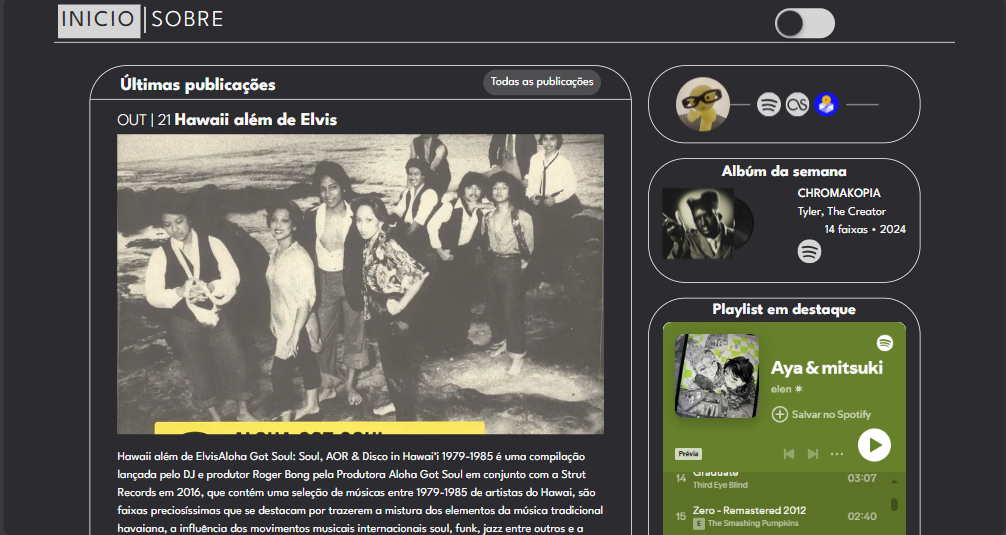 INICIO SOBRE
Últimas publicações
Todas as publicações
OUT | 21 Hawaii além de Elvis
Hawaii além de ElvisAloha Got Soul: Soul, AOR & Disco in Hawai'i 1979-1985 é uma compilação
lançada pelo DJ e produtor Roger Bong pela Produtora Aloha Got Soul em conjunto com a Strut
Records em 2016, que contém uma seleção de músicas entre 1979-1985 de artistas do Hawai, são
faixas preciosíssimas que se destacam por trazerem a mistura dos elementos da música tradicional
havaiana, a influência dos movimentos musicais internacionais soul, funk, jazz entre outros e a
Albúm da semana
CHROMAKOPIA
Tyler, The Creator
14 faixas • 2024
Playlist em destaque
Aya & mitsuki
elen
Salvar no Spotify
Prévia
14 Graduate 03:07
Third Eye Blind
15 Zero - Remastered 2012 02:40
E The Smashing Pumpkins